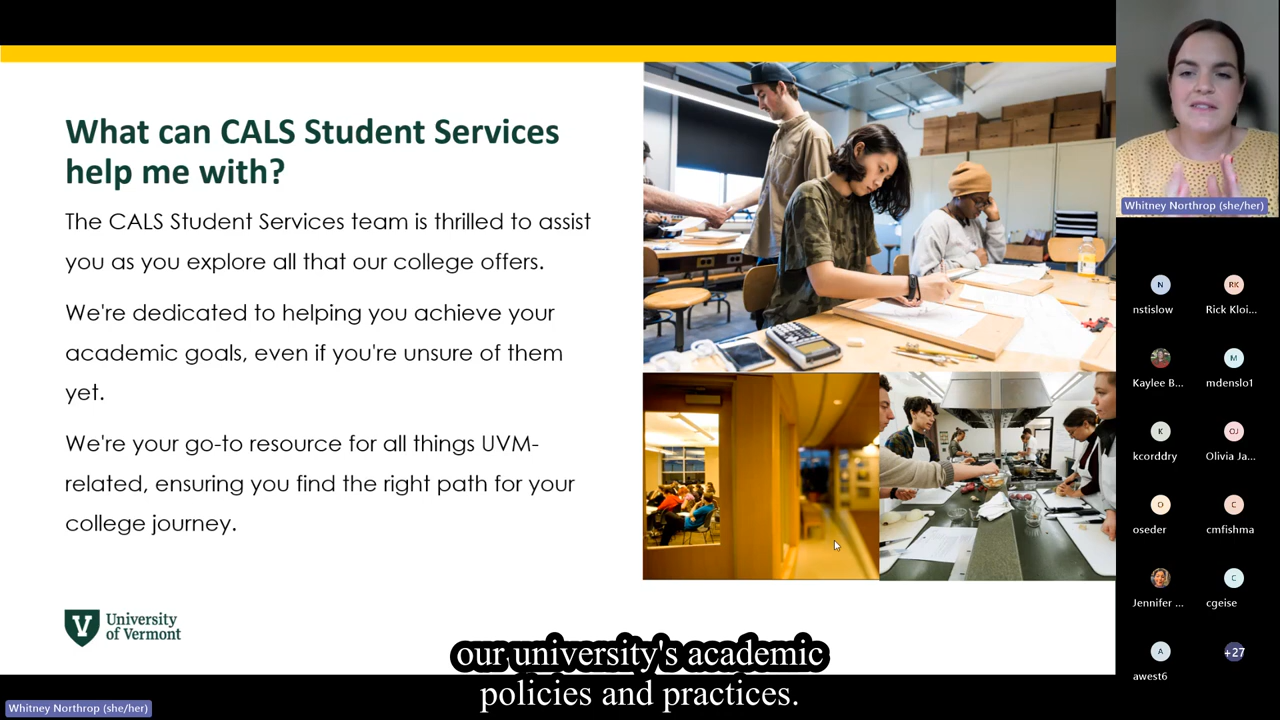 What can CALS Student Services
help me with?
The CALS Student Services team is thrilled to assist
you as you explore all that our college offers.
We're dedicated to helping you achieve your
academic goals, even if you're unsure of them
yet.
We're your go-to resource for all things UVM-
related, ensuring you find the right path for your
college journey.
V University
of Vermont
our university's academic
policies and practices.
Whitney Northrop (she/her)
Whitney Northrop (she/her)
N
nstislow
RK
Rick Kloi...
Kaylee B...
M
mdenslo1
K
kcorddry
OJ
Olivia Ja...
O
oseder
C
cmfishma
Jennifer ...
C
cgeise
A
awest6
+27